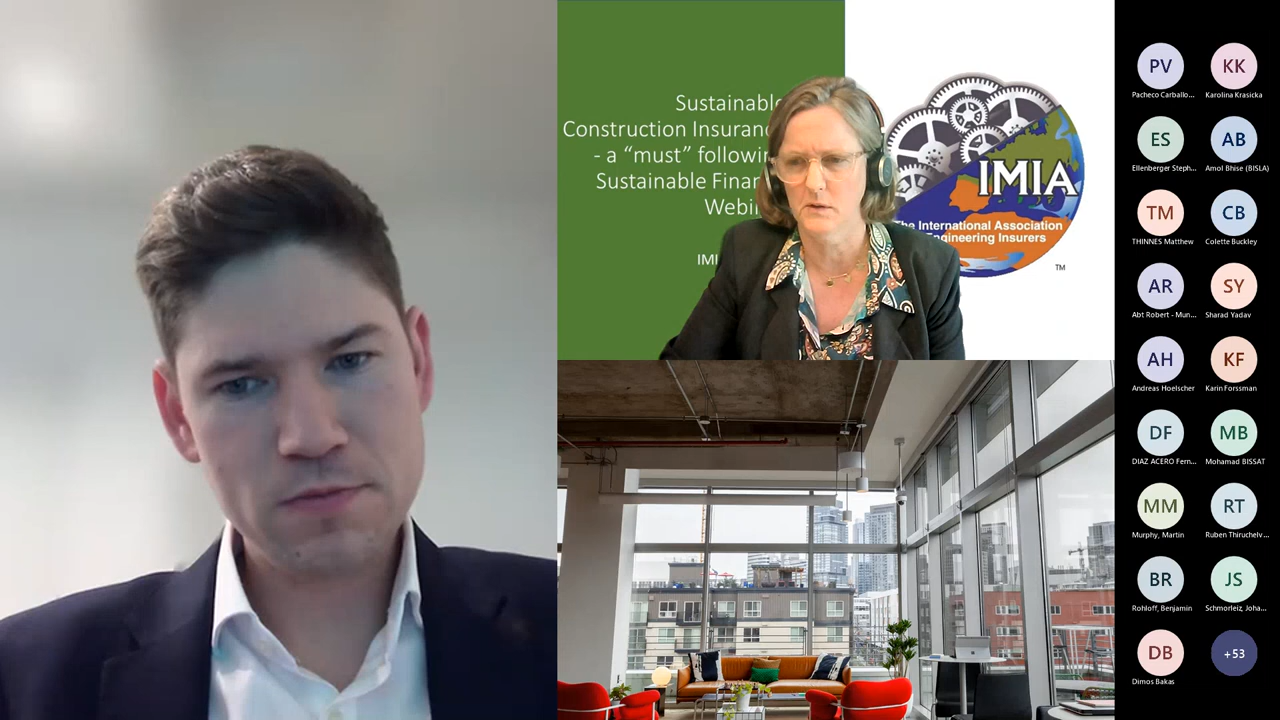 Sustainable
Construction Insuranc
- a “must” followin
Sustainable Finan
Webin
IMI
IMIA
The International Association
Engineering Insurers
TM
PV
Pacheco Carballo...
KK
Karolina Krasicka
ES
Ellenberger Steph...
AB
Amol Bhise (BISLA)
TM
THINNES Matthew
CB
Colette Buckley
AR
Abt Robert - Mun...
SY
Sharad Yadav
AH
Andreas Hoelscher
KF
Karin Forssman
DF
DIAZ ACERO Fern...
MB
Mohamad BISSAT
MM
Murphy, Martin
RT
Ruben Thiruchelv...
BR
Rohloff, Benjamin
JS
Schmorleiz, Joha...
DB
Dimos Bakas
+53